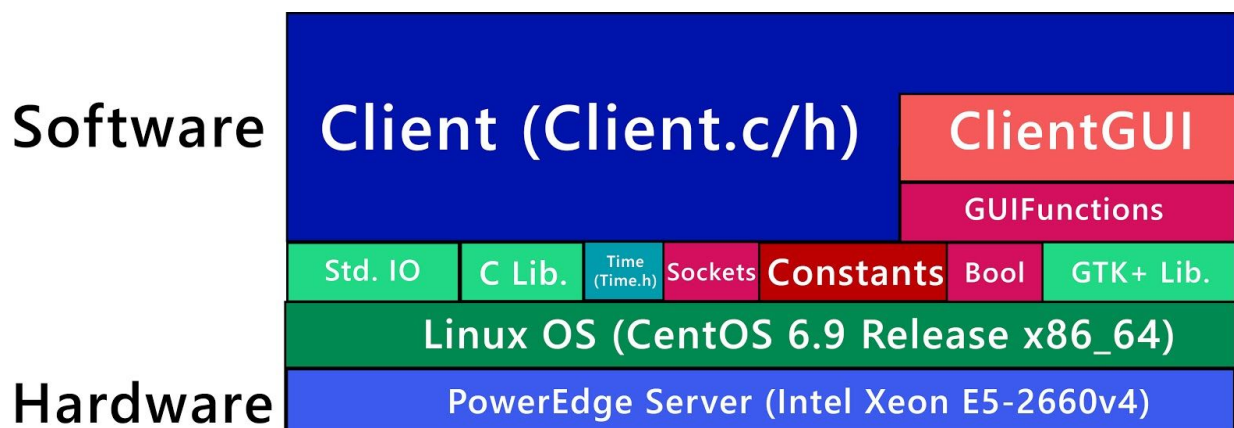 Software
Client (Client.c/h)
ClientGUI
GUIFunctions
Std. IO
C Lib.
Time
(Time.h)
Sockets
Constants
Bool
GTK+ Lib.
Linux OS (CentOS 6.9 Release x86_64)
Hardware
PowerEdge Server (Intel Xeon E5-2660v4)